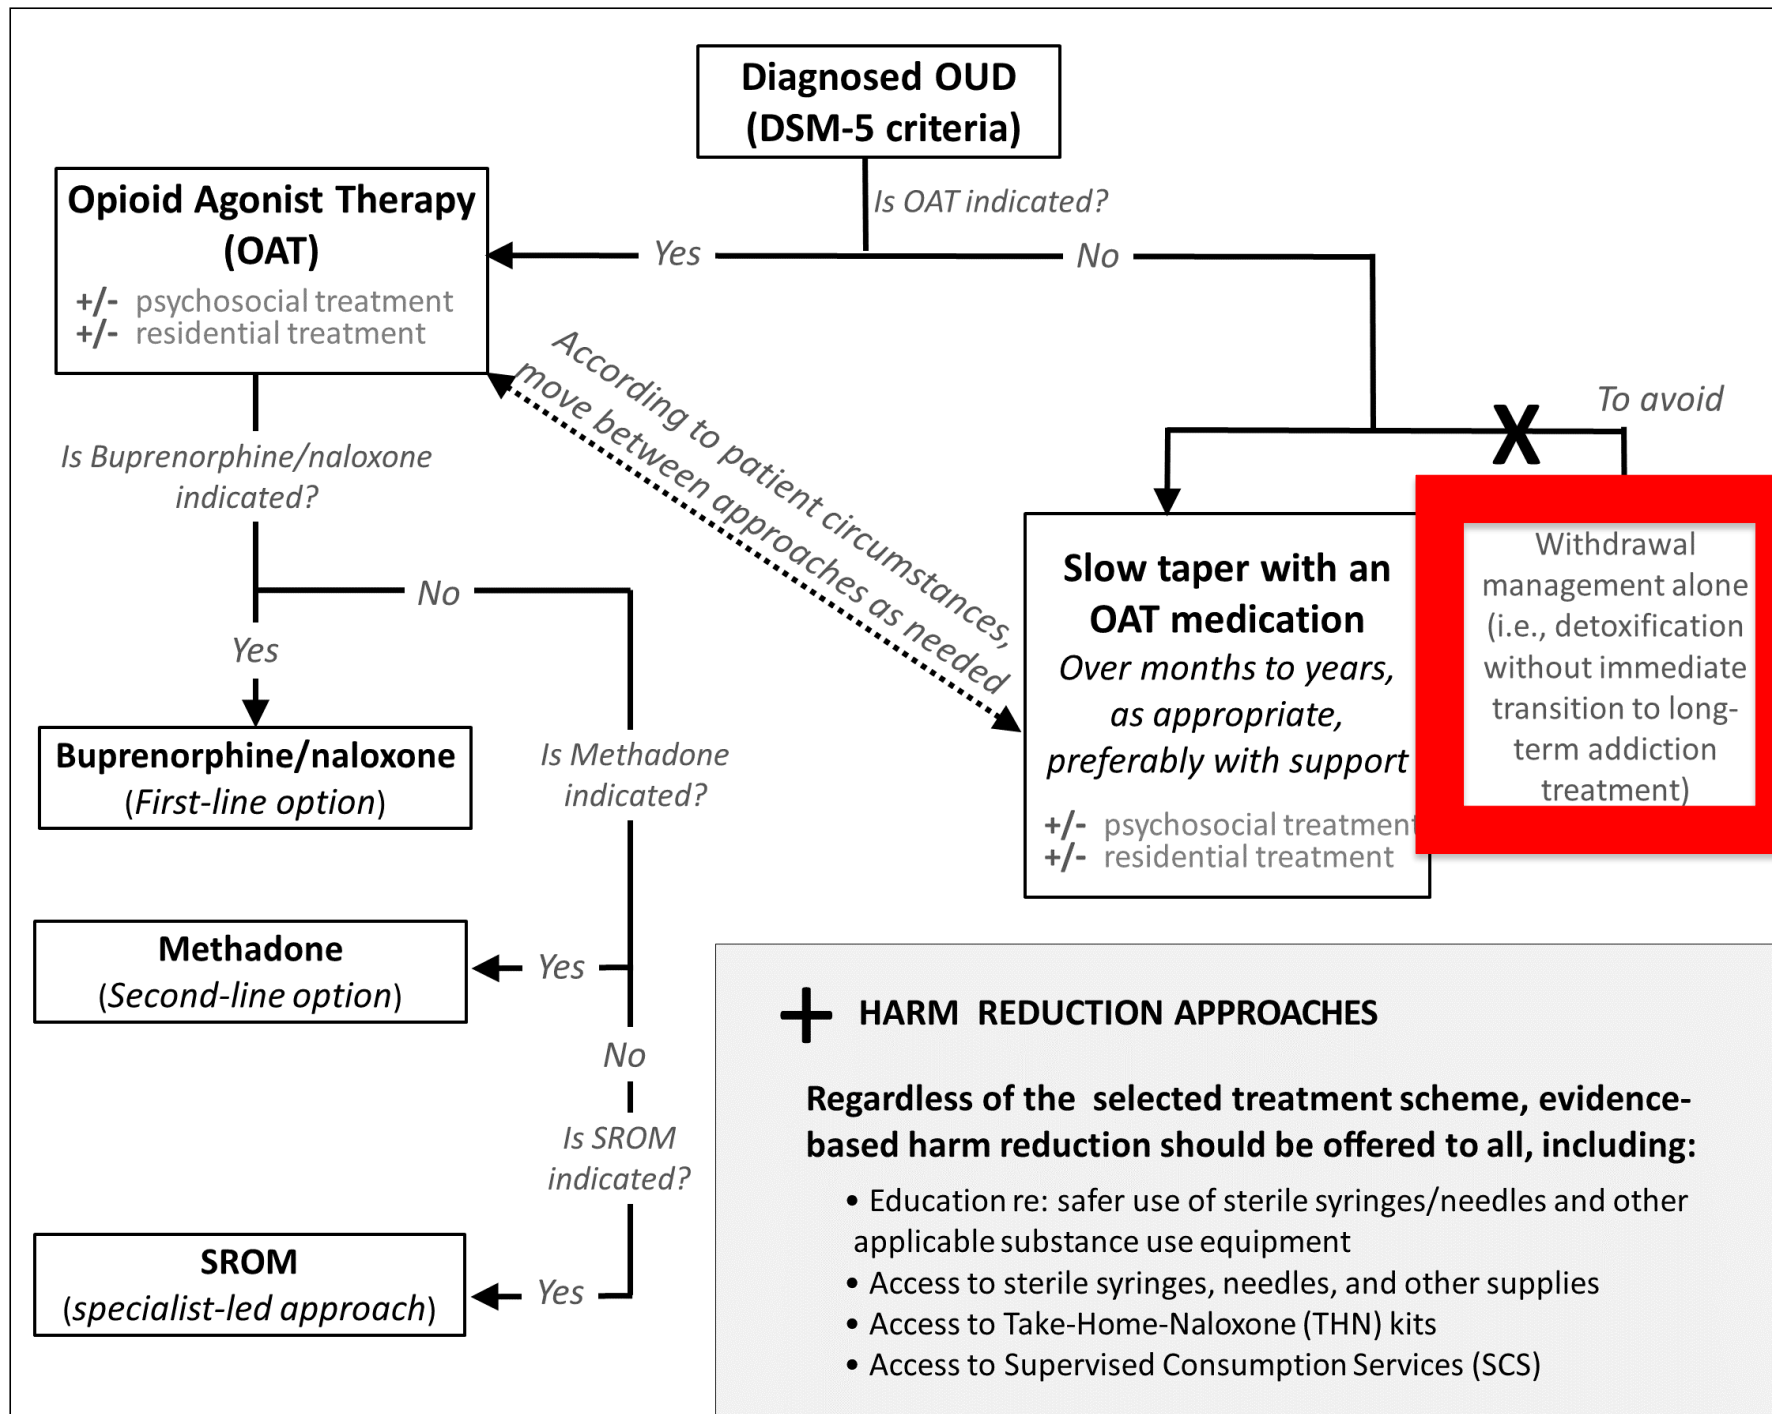 Diagnosed OUD
(DSM-5 criteria)
Is OAT indicated?
Yes
No
Opioid Agonist Therapy
(OAT)
+/- psychosocial treatment
+/- residential treatment
According to patient circumstances,
move between approaches as needed
To avoid
X
Is Buprenorphine/naloxone
indicated?
No
Yes
Buprenorphine/naloxone
(First-line option)
Is Methadone
indicated?
Slow taper with an
OAT medication
Over months to years,
as appropriate,
preferably with support
+/- psychosocial treatment
+/- residential treatment
Withdrawal
management alone
(i.e., detoxification
without immediate
transition to long-
term addiction
treatment)
Methadone
(Second-line option)
Yes
No
Is SROM
indicated?
SROM
(specialist-led approach)
Yes
+ HARM REDUCTION APPROACHES
Regardless of the selected treatment scheme, evidence-
based harm reduction should be offered to all, including:
• Education re: safer use of sterile syringes/needles and other
applicable substance use equipment
• Access to sterile syringes, needles, and other supplies
• Access to Take-Home-Naloxone (THN) kits
• Access to Supervised Consumption Services (SCS)